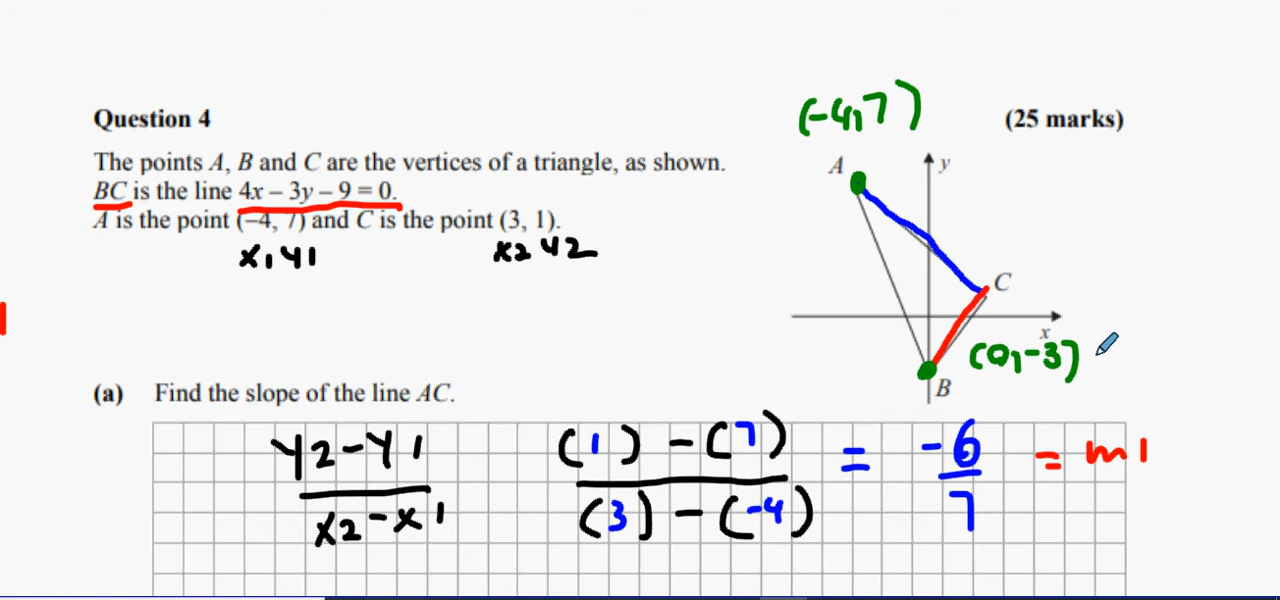 (-4,7)
Question 4 (25 marks)
The points A, B and C are the vertices of a triangle, as shown.
BC is the line 4x – 3y – 9 = 0.
A is the point (–4, 7) and C is the point (3, 1).
x1 y1 x2 y2
A y
C
x
(0,-3)
B
(a) Find the slope of the line AC.
y2-y1 (1) - (7) = -6 = m1
x2-x1 (3) - (-4) 7